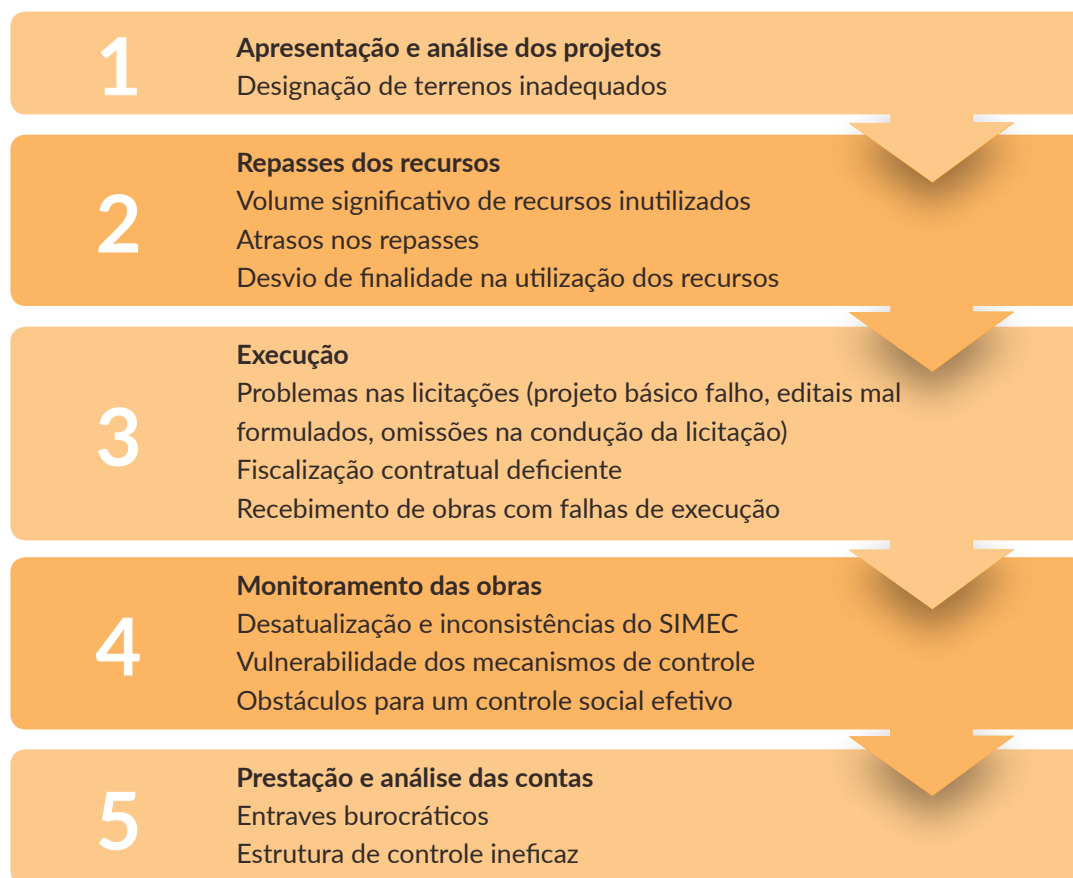 1
Apresentação e análise dos projetos
Designação de terrenos inadequados
2
Repasses dos recursos
Volume significativo de recursos inutilizados
Atrasos nos repasses
Desvio de finalidade na utilização dos recursos
3
Execução
Problemas nas licitações (projeto básico falho, editais mal
formulados, omissões na condução da licitação)
Fiscalização contratual deficiente
Recebimento de obras com falhas de execução
4
Monitoramento das obras
Desatualização e inconsistências do SIMEC
Vulnerabilidade dos mecanismos de controle
Obstáculos para um controle social efetivo
5
Prestação e análise das contas
Entraves burocráticos
Estrutura de controle ineficaz